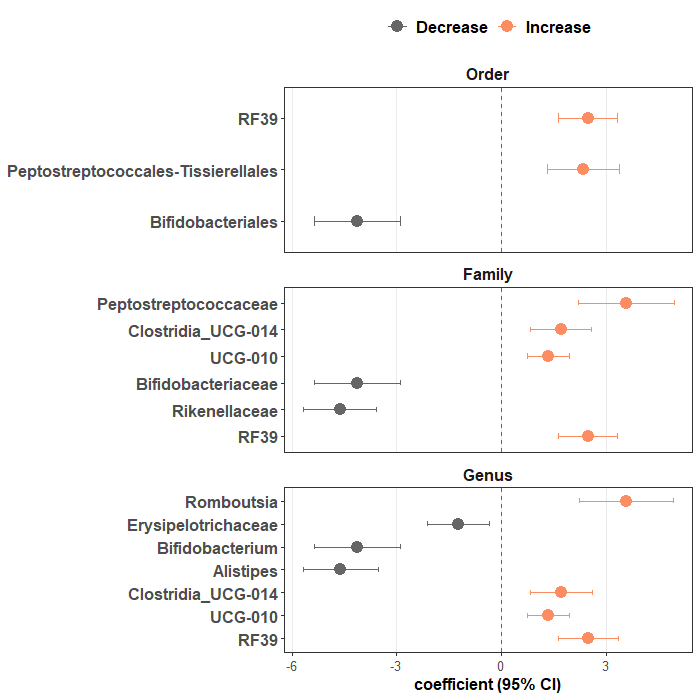 Decrease Increase
Order
RF39
Peptostreptococcales-Tissierellales
Bifidobacteriales
Family
Peptostreptococcaceae
Clostridia_UCG-014
UCG-010
Bifidobacteriaceae
Rikenellaceae
RF39
Genus
Romboutsia
Erysipelotrichaceae
Bifidobacterium
Alistipes
Clostridia_UCG-014
UCG-010
RF39
-6 -3 0 3
coefficient (95% CI)